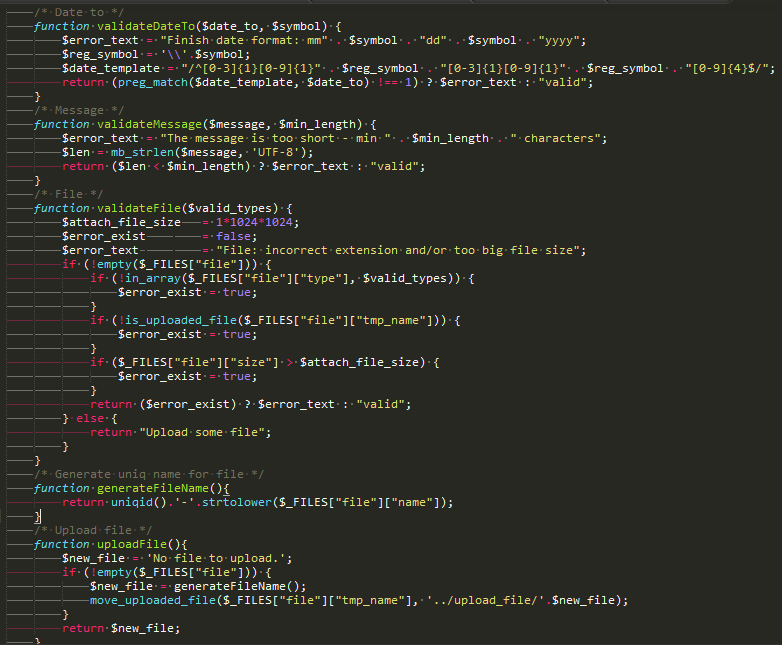 /* Date to */
function validateDateTo($date_to, $symbol) {
$error_text = "Finish date format: mm" . $symbol . "dd" . $symbol . "yyyy";
$reg_symbol = '\\'.$symbol;
$date_template = "/^[0-3]{1}[0-9]{1}" . $reg_symbol . "[0-3]{1}[0-9]{1}" . $reg_symbol . "[0-9]{4}$/";
return (preg_match($date_template, $date_to) !== 1) ? $error_text : "valid";
}
/* Message */
function validateMessage($message, $min_length) {
$error_text = "The message is too short - min " . $min_length . " characters";
$len = mb_strlen($message, 'UTF-8');
return ($len < $min_length) ? $error_text : "valid";
}
/* File */
function validateFile($valid_types) {
$attach_file_size = 1*1024*1024;
$error_exist = false;
$error_text = "File: incorrect extension and/or too big file size";
if (!empty($_FILES["file"])) {
if (!in_array($_FILES["file"]["type"], $valid_types)) {
$error_exist = true;
}
if (!is_uploaded_file($_FILES["file"]["tmp_name"])) {
$error_exist = true;
}
if ($_FILES["file"]["size"] > $attach_file_size) {
$error_exist = true;
}
return ($error_exist) ? $error_text : "valid";
} else {
return "Upload some file";
}
}
/* Generate uniq name for file */
function generateFileName(){
return uniqid().'-'.strtolower($_FILES["file"]["name"]);
}
/* Upload file */
function uploadFile(){
$new_file = 'No file to upload.';
if (!empty($_FILES["file"])) {
$new_file = generateFileName();
move_uploaded_file($_FILES["file"]["tmp_name"], '../upload_file/'.$new_file);
}
return $new_file;
}